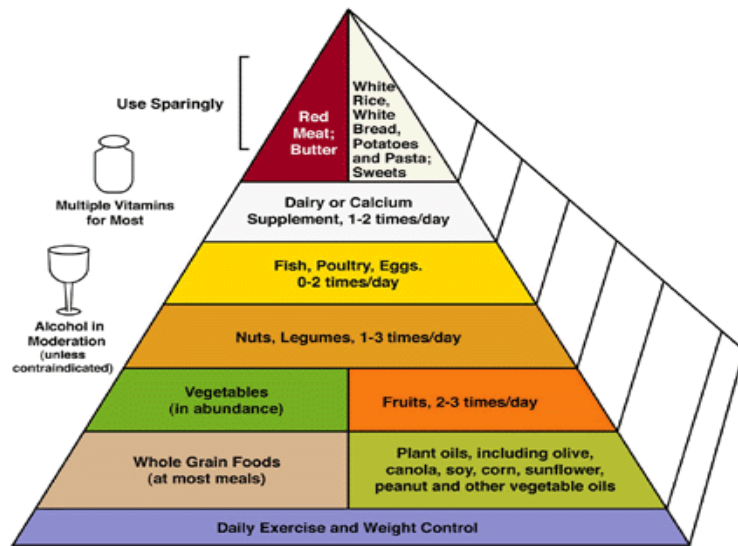 Use Sparingly
Red
Meat;
Butter
White
Rice,
White
Bread,
Potatoes
and Pasta;
Sweets
Multiple Vitamins
for Most
Dairy or Calcium
Supplement, 1-2 times/day
Fish, Poultry, Eggs.
0-2 times/day
Alcohol in
Moderation
(unless
contraindicated)
Nuts, Legumes, 1-3 times/day
Vegetables
(in abundance)
Fruits, 2-3 times/day
Whole Grain Foods
(at most meals)
Plant oils, including olive,
canola, soy, corn, sunflower,
peanut and other vegetable oils
Daily Exercise and Weight Control